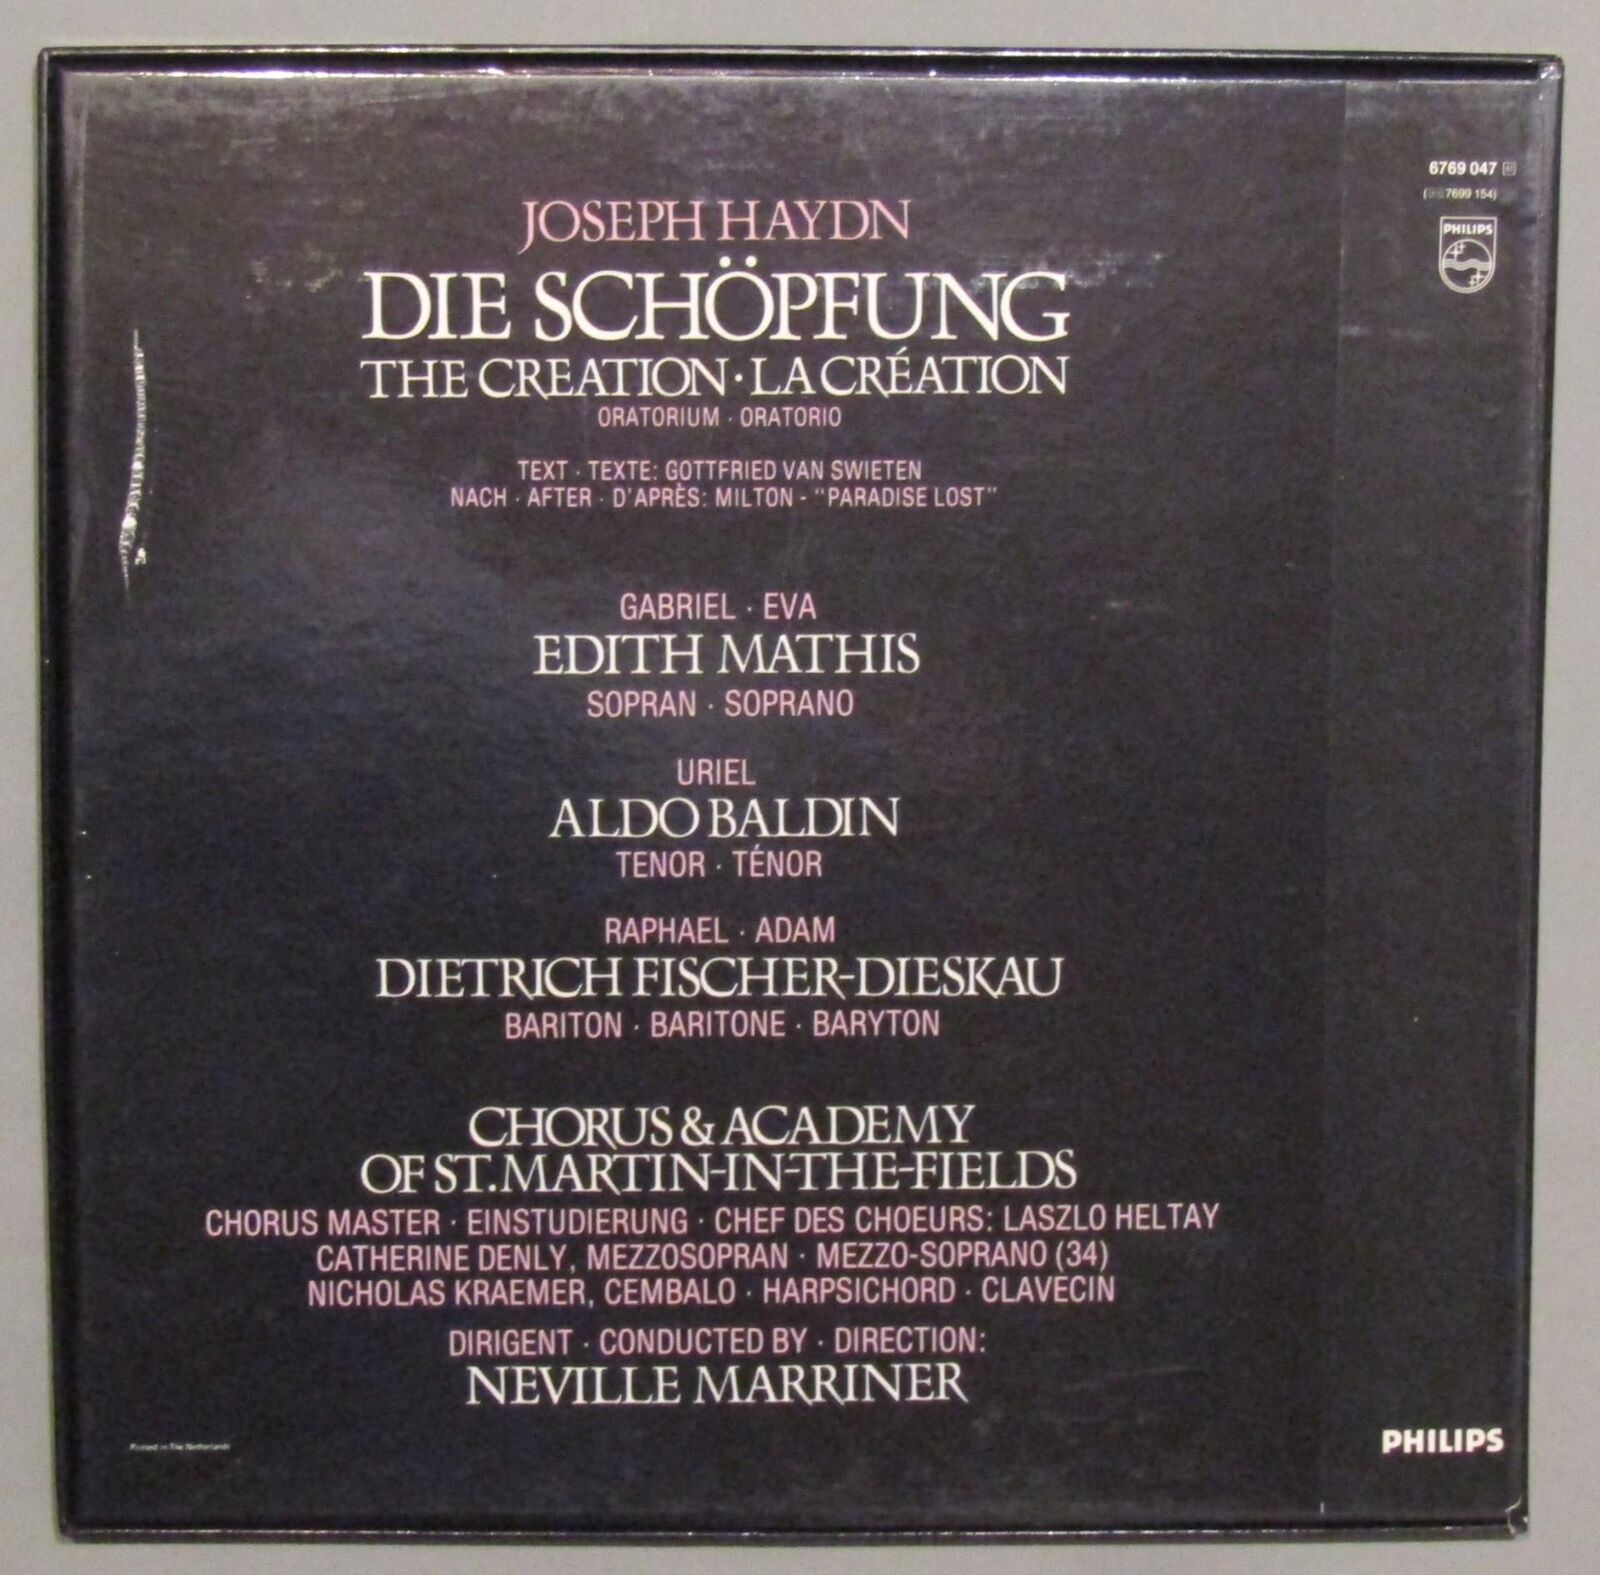 6769 047
7699 154)
PHILIPS
JOSEPH HAYDN
DIE SCHÖPFUNG
THE CREATION · LA CRÉATION
ORATORIUM · ORATORIO
TEXT · TEXTE: GOTTFRIED VAN SWIETEN
NACH · AFTER · D'APRÈS: MILTON - "PARADISE LOST"
GABRIEL · EVA
EDITH MATHIS
SOPRAN · SOPRANO
URIEL
ALDO BALDIN
TENOR · TÉNOR
RAPHAEL · ADAM
DIETRICH FISCHER-DIESKAU
BARITON · BARITONE · BARYTON
CHORUS & ACADEMY
OF ST. MARTIN-IN-THE-FIELDS
CHORUS MASTER · EINSTUDIERUNG · CHEF DES CHOEURS: LASZLO HELTAY
CATHERINE DENLY, MEZZOSOPRAN · MEZZO-SOPRANO (34)
NICHOLAS KRAEMER, CEMBALO · HARPSICHORD · CLAVECIN
DIRIGENT · CONDUCTED BY · DIRECTION:
NEVILLE MARRINER
Printed in The Netherlands
PHILIPS